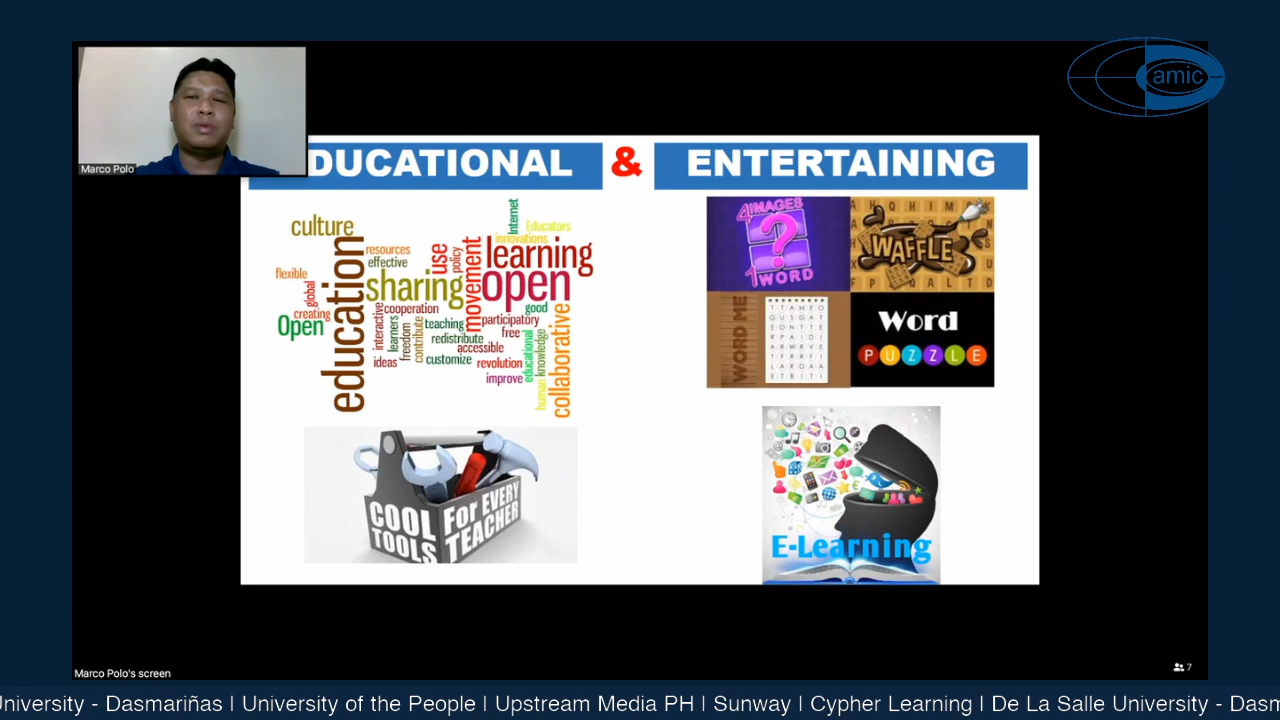 amic
Marco Polo
DUCATIONAL & ENTERTAINING
culture
education
flexible
global
creating
Open
resources
effective
sharing
use
policy
movement
Internet
Educators
innovations
learning
open
interactive
cooperation
learners
freedom
contribute
teaching
redistribute
accessible
ideas
customize
participatory
good
free
revolution
improve
educational
knowledge
human
collaborative
4 IMAGES
?
1 WORD
WAFFLE
WORD ME
Word
PUZZLE
COOL
TOOLS
For EVERY
TEACHER
E-Learning
Marco Polo's screen
7
University - Dasmariñas | University of the People | Upstream Media PH | Sunway | Cypher Learning | De La Salle University - Dasm